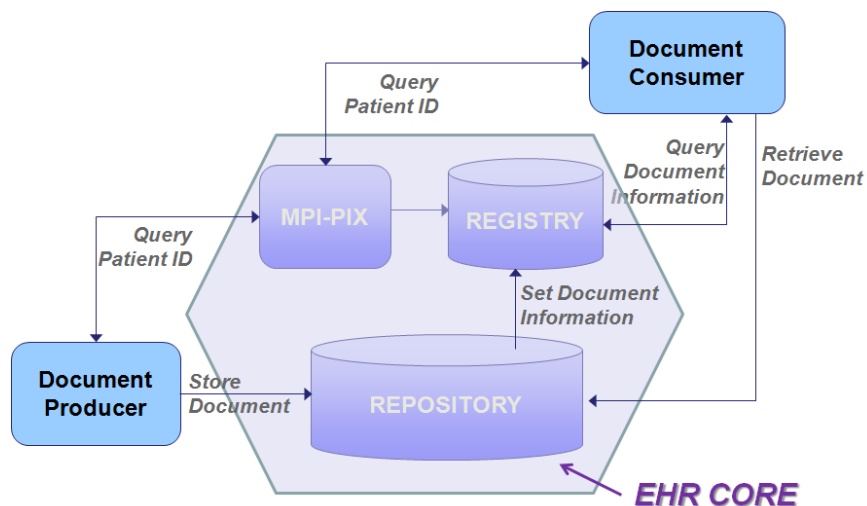 Document
Consumer
Query
Patient ID
Query
Document
Information
Retrieve
Document
MPI-PIX
REGISTRY
Query
Patient ID
Set Document
Information
Document
Producer
Store
Document
REPOSITORY
EHR CORE